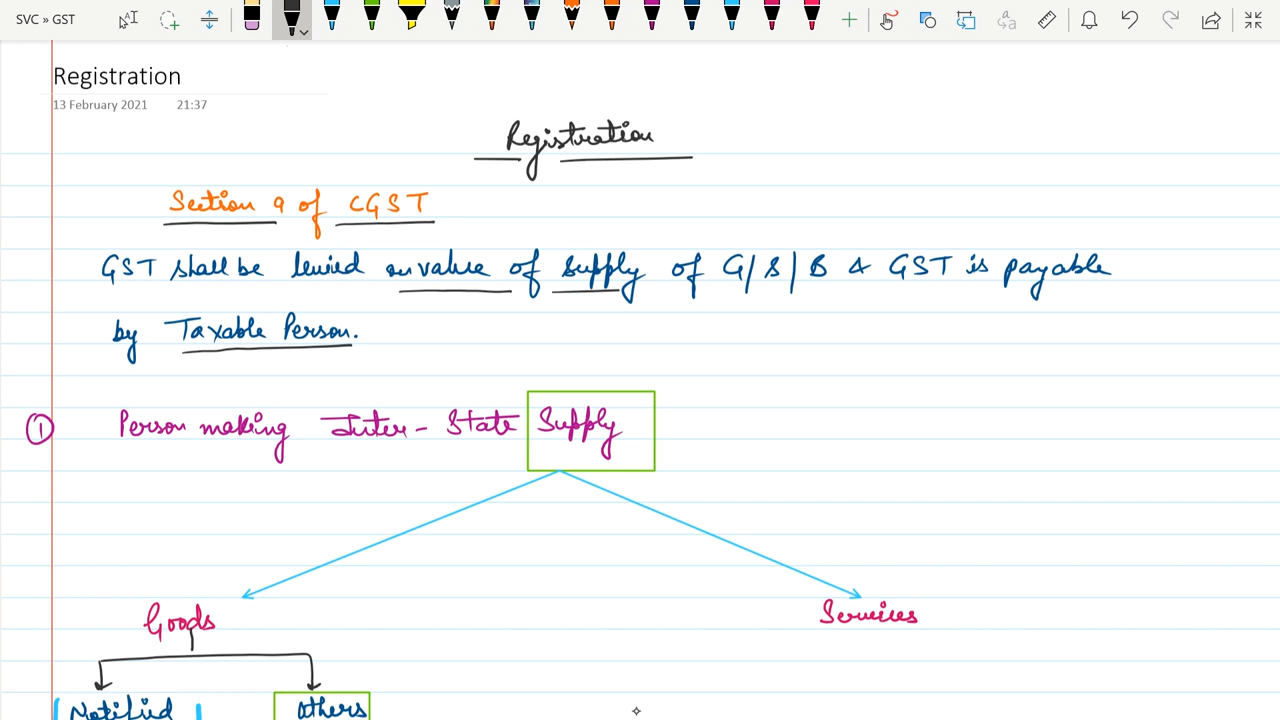 SVC » GST
Registration
13 February 2021 21:37
Registration
Section 9 of CGST
GST shall be levied on value of supply of G/S/B & GST is payable
by Taxable Person.
① Person making Inter-State Supply
Goods Services
Notified others